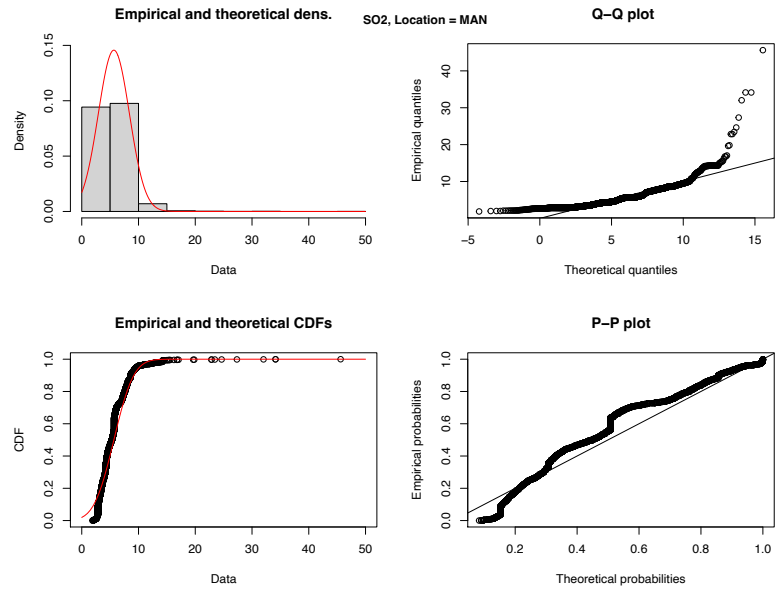 SO2, Location = MAN
Empirical and theoretical dens.
Density
0.00 0.05 0.10 0.15
0 10 20 30 40 50
Data
Q−Q plot
Empirical quantiles
10 20 30 40
−5 0 5 10 15
Theoretical quantiles
Empirical and theoretical CDFs
CDF
0.0 0.2 0.4 0.6 0.8 1.0
0 10 20 30 40 50
Data
P−P plot
Empirical probabilities
0.0 0.2 0.4 0.6 0.8 1.0
0.2 0.4 0.6 0.8 1.0
Theoretical probabilities